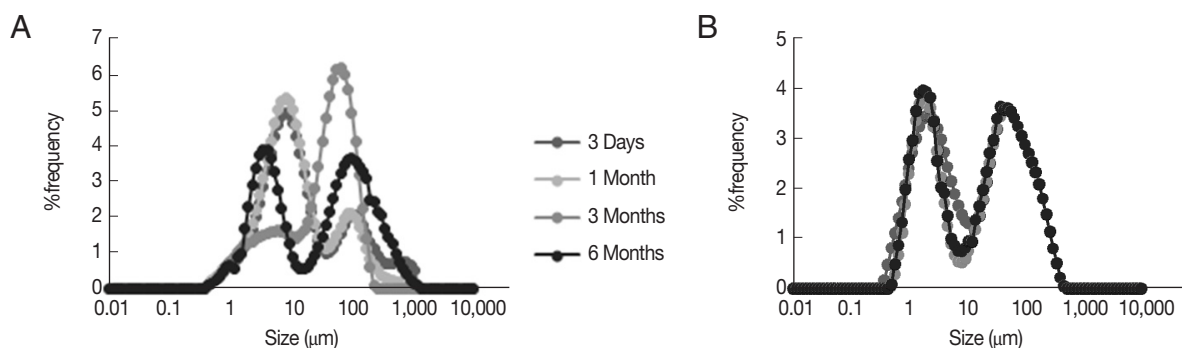 A
7
6
5
4
3
2
1
0
%frequency
0.01 0.1 1 10 100 1,000 10,000
Size (μm)
3 Days
1 Month
3 Months
6 Months
B
5
4
3
2
1
0
%frequency
0.01 0.1 1 10 100 1,000 10,000
Size (μm)